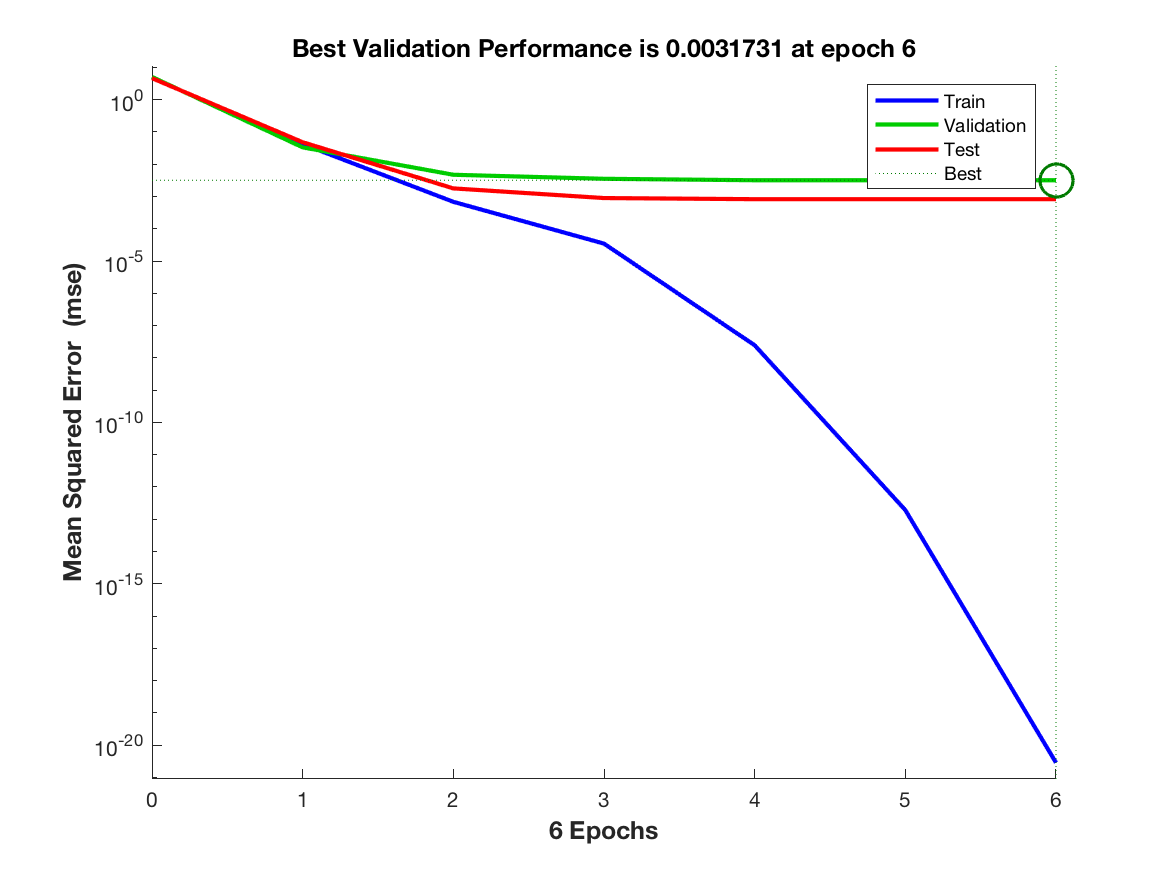 Best Validation Performance is 0.0031731 at epoch 6
Train
Validation
Test
Best
10^0
10^-5
10^-10
10^-15
10^-20
Mean Squared Error (mse)
0 1 2 3 4 5 6
6 Epochs